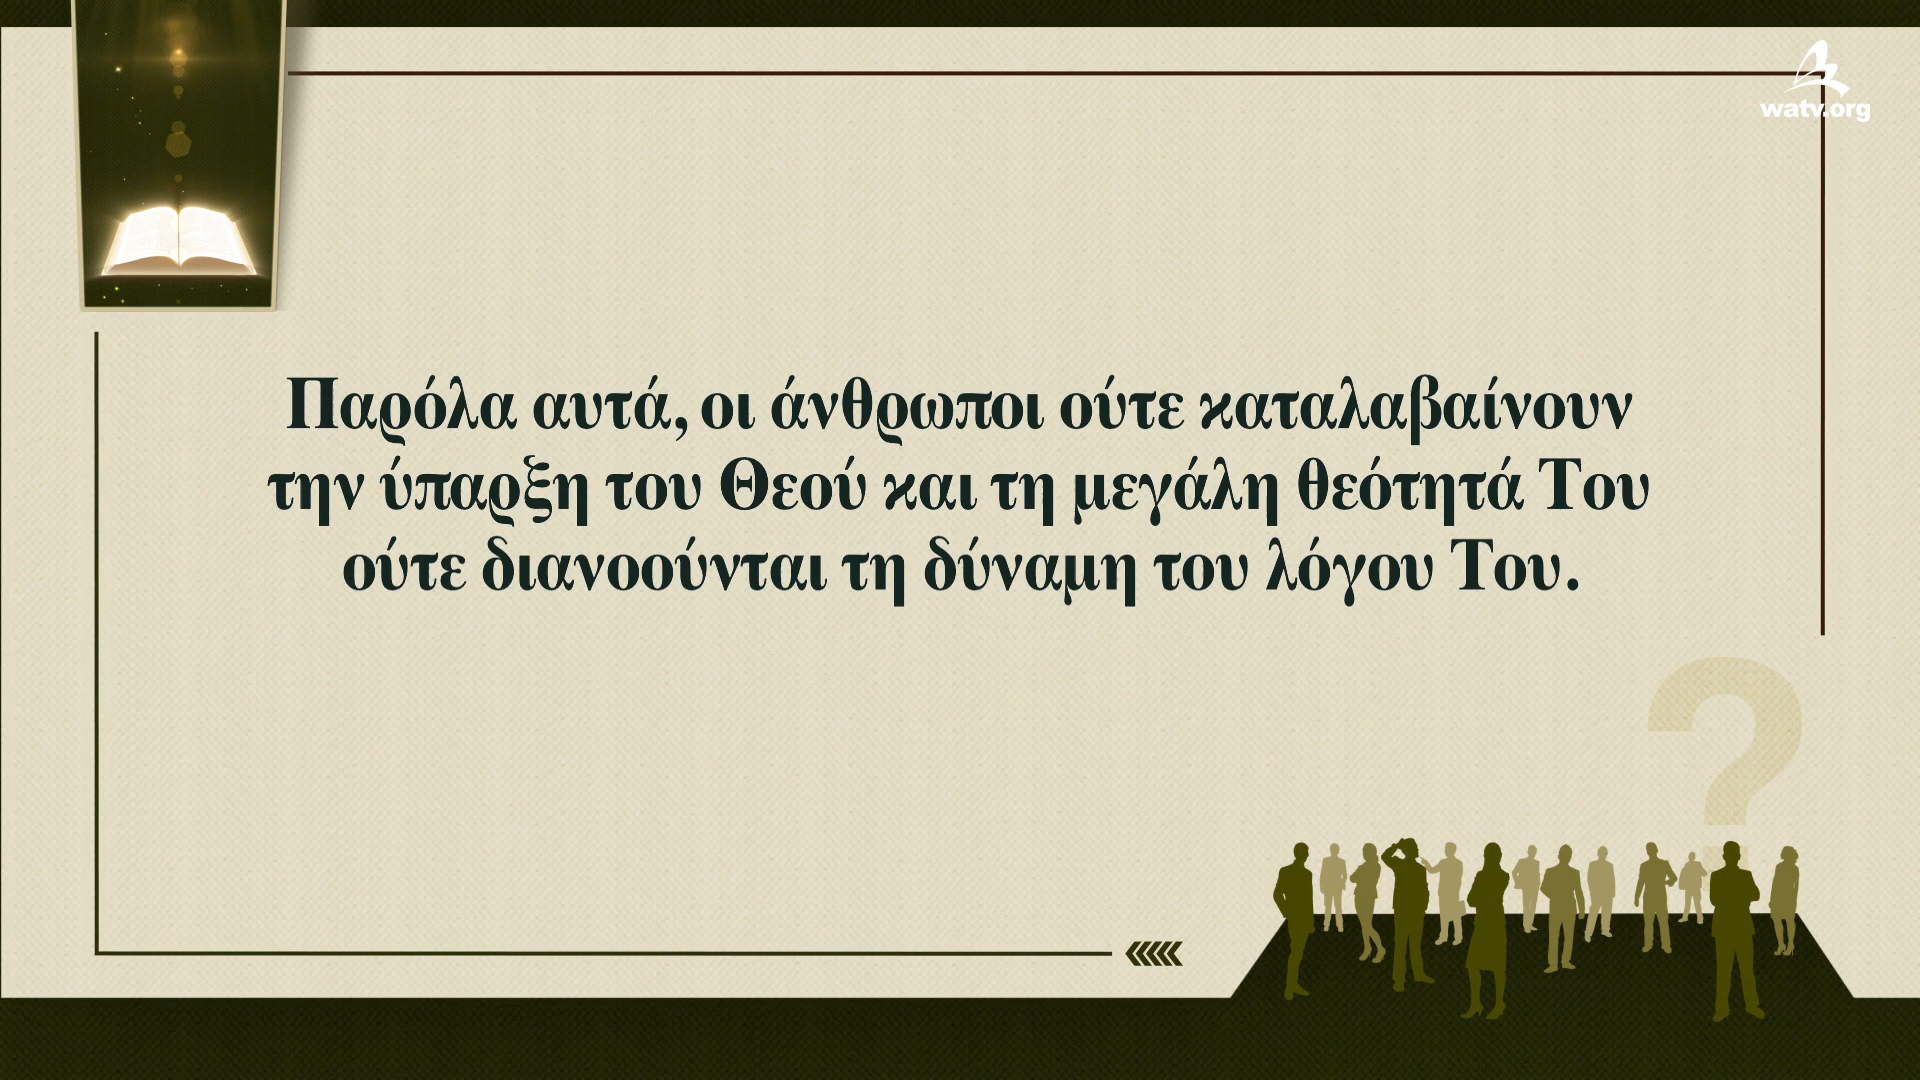 watv.org
Παρόλα αυτά, οι άνθρωποι ούτε καταλαβαίνουν
την ύπαρξη του Θεού και τη μεγάλη θεότητά Του
ούτε διανοούνται τη δύναμη του λόγου Του.
?